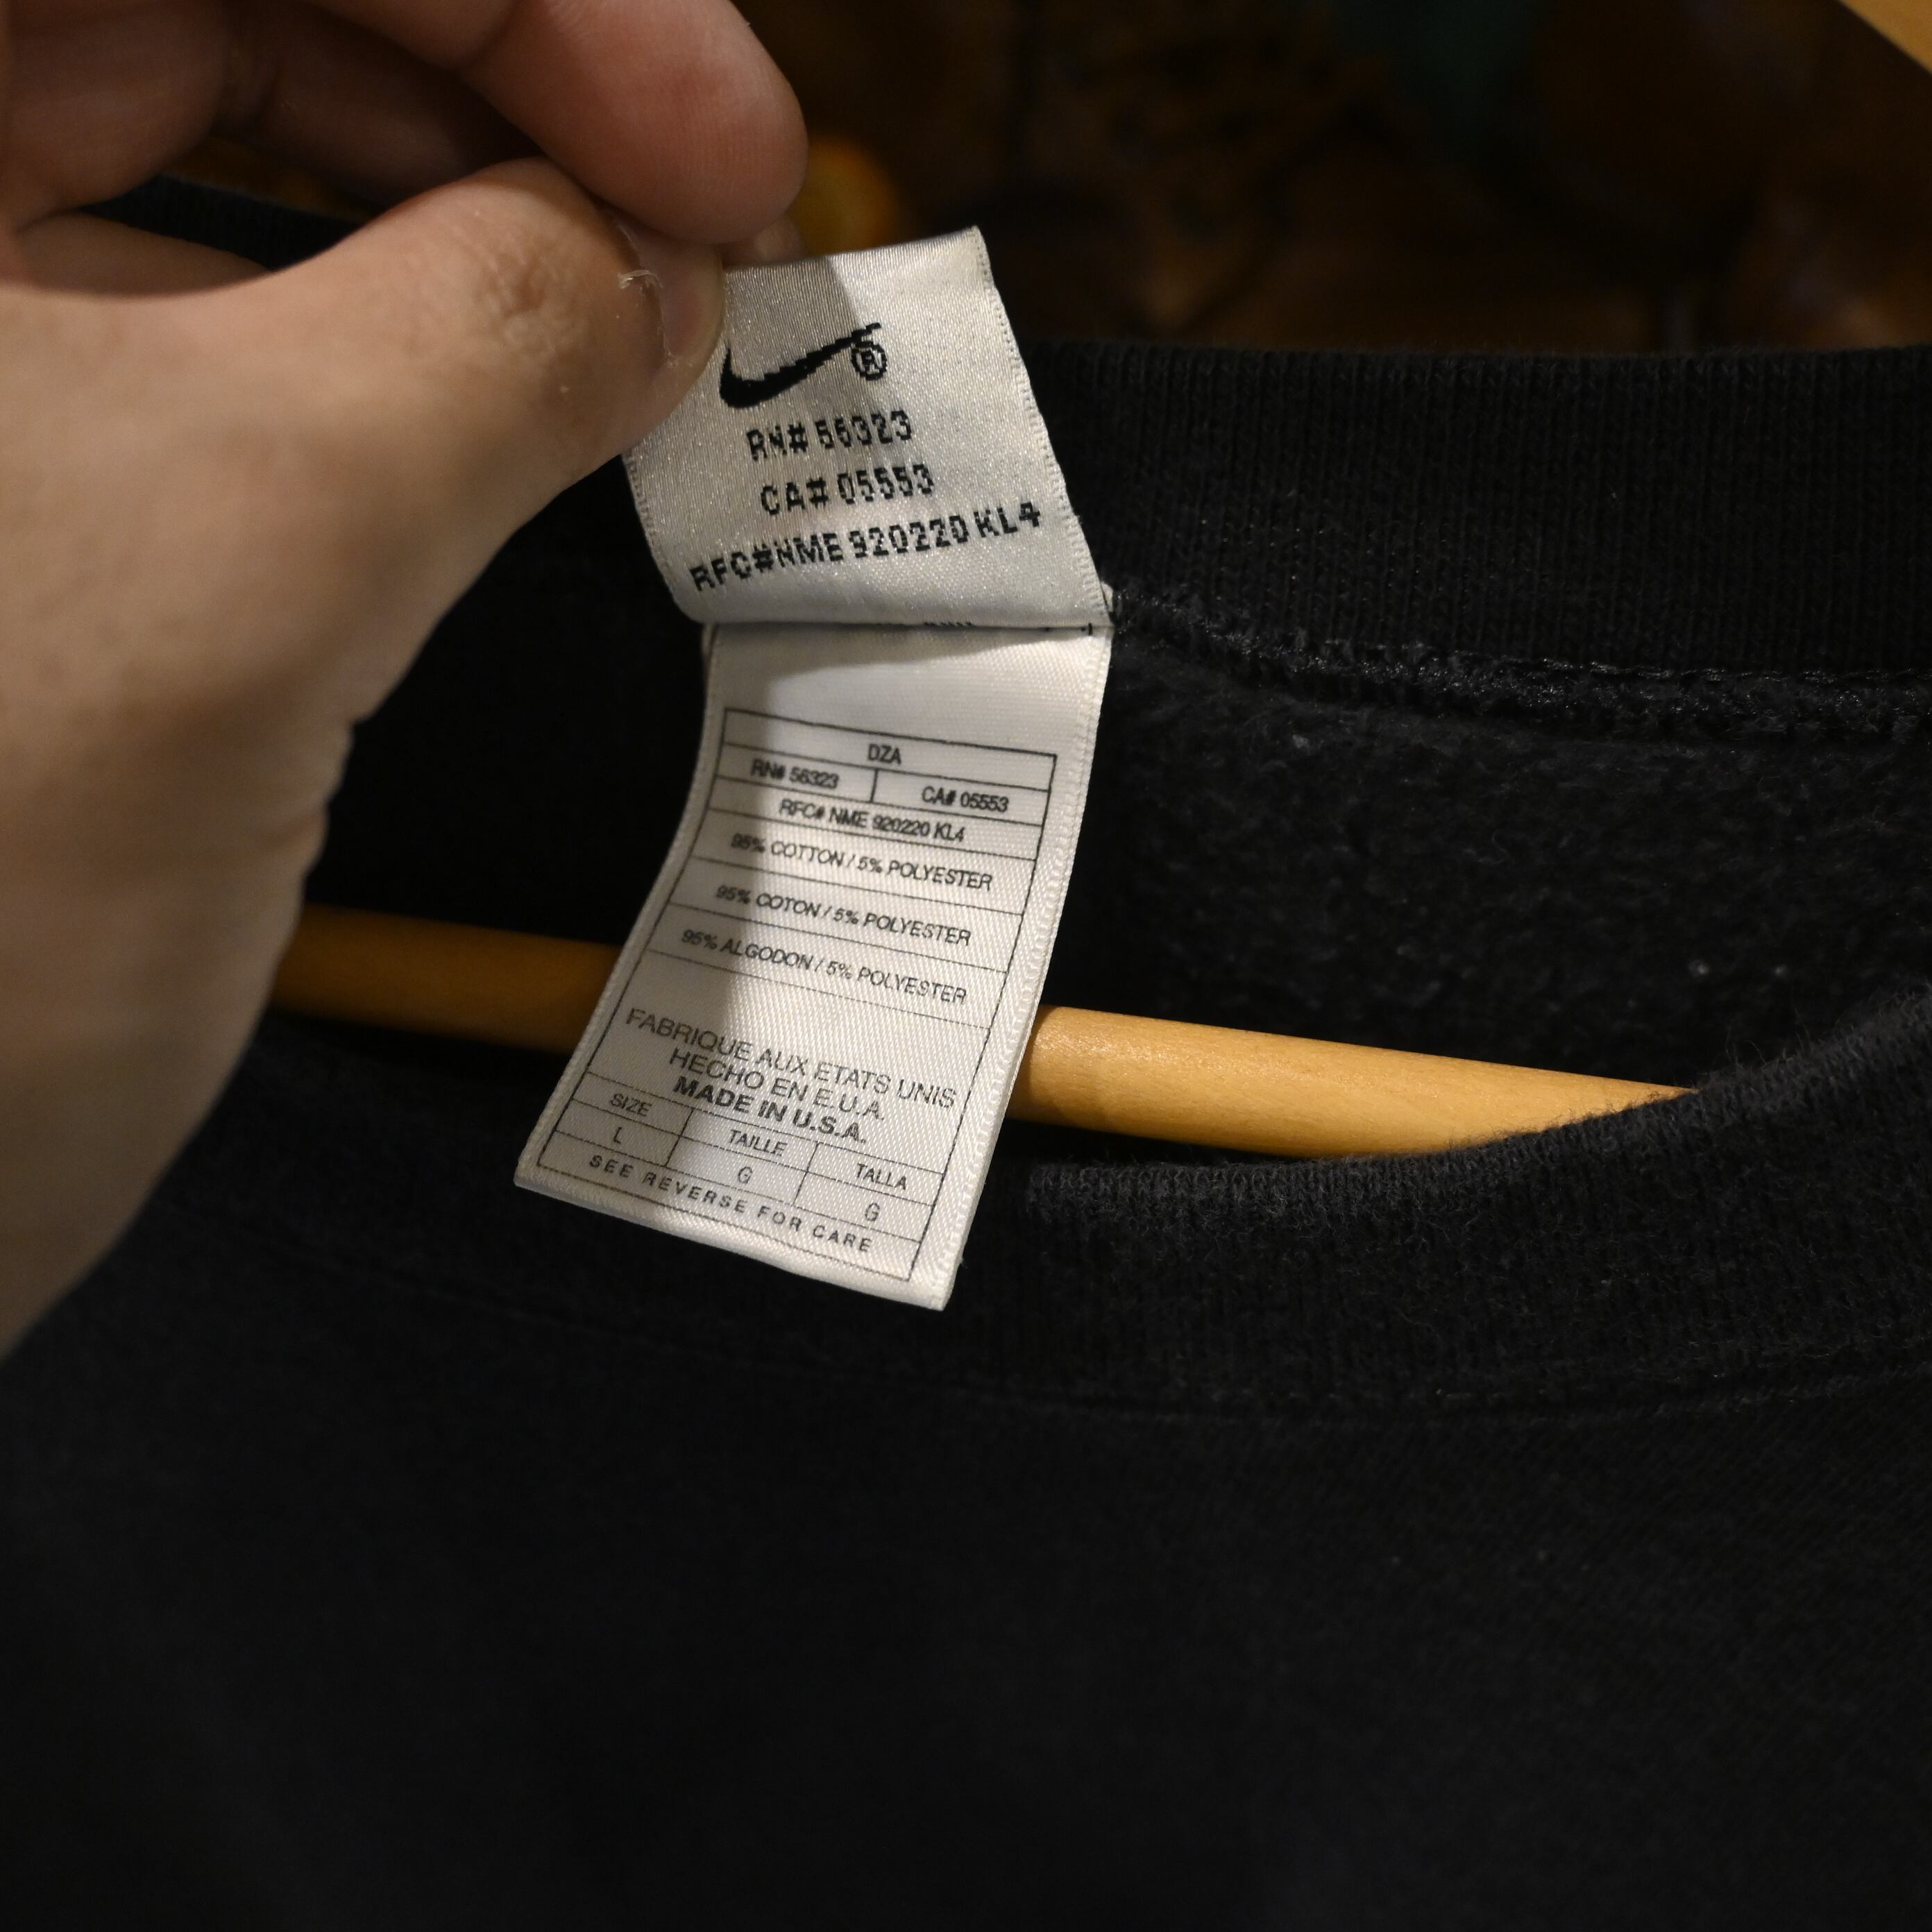 ®
RN# 56323
CA# 05553
RFC#NME 920220 KL4
DZA
RN# 56323 CA# 05553
RFC# NME 920220 KL4
95% COTTON / 5% POLYESTER
95% COTON / 5% POLYESTER
95% ALGODON / 5% POLYESTER
FABRIQUE AUX ETATS UNIS
HECHO EN E.U.A.
MADE IN U.S.A.
SIZE TAILLE TALLA
L G G
SEE REVERSE FOR CARE